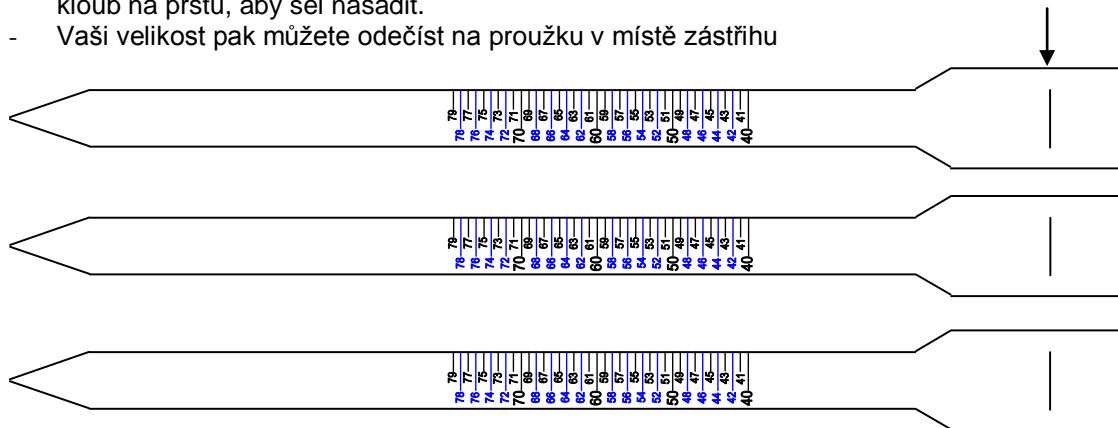 kloub na prstu, aby šel nasadit.
- Vaši velikost pak můžete odečíst na proužku v místě zástřihu
79 77 75 73 71 69 67 65 63 61 59 57 55 53 51 49 47 45 43 41
78 76 74 72 70 68 66 64 62 60 58 56 54 52 50 48 46 44 42 40
79 77 75 73 71 69 67 65 63 61 59 57 55 53 51 49 47 45 43 41
78 76 74 72 70 68 66 64 62 60 58 56 54 52 50 48 46 44 42 40
79 77 75 73 71 69 67 65 63 61 59 57 55 53 51 49 47 45 43 41
78 76 74 72 70 68 66 64 62 60 58 56 54 52 50 48 46 44 42 40